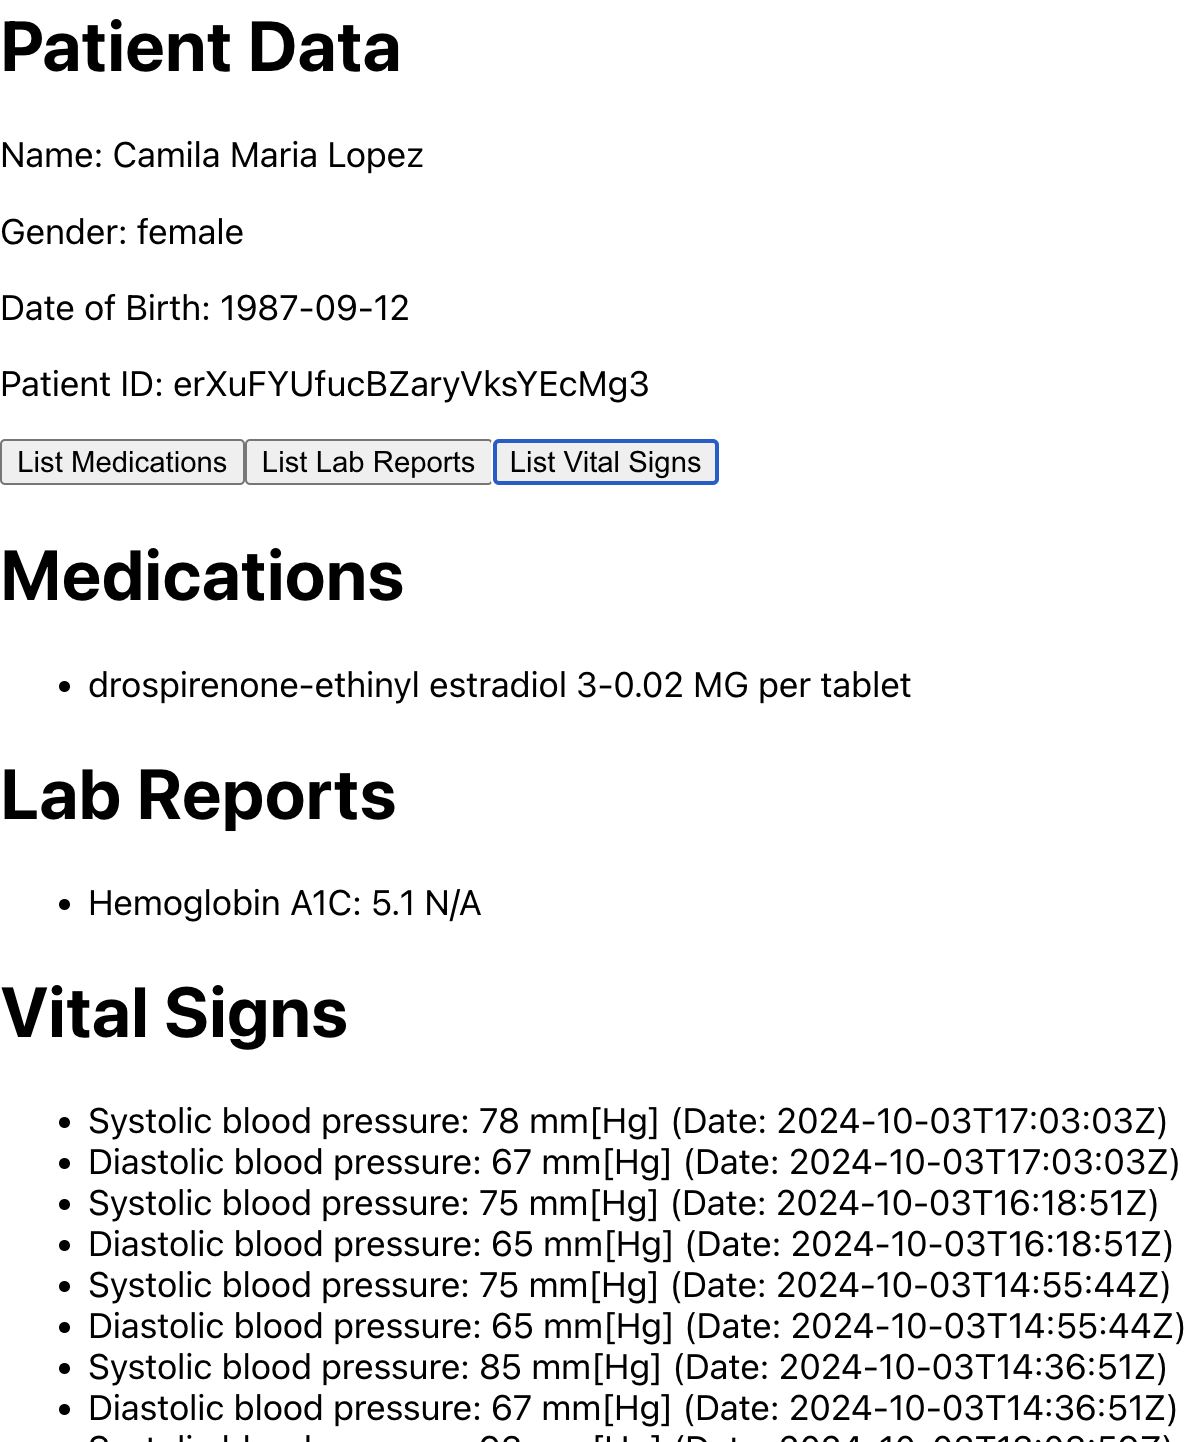 Patient Data
Name: Camila Maria Lopez
Gender: female
Date of Birth: 1987-09-12
Patient ID: erXuFYUfucBZaryVksYEcMg3
List Medications List Lab Reports List Vital Signs
Medications
• drospirenone-ethinyl estradiol 3-0.02 MG per tablet
Lab Reports
• Hemoglobin A1C: 5.1 N/A
Vital Signs
• Systolic blood pressure: 78 mm[Hg] (Date: 2024-10-03T17:03:03Z)
• Diastolic blood pressure: 67 mm[Hg] (Date: 2024-10-03T17:03:03Z)
• Systolic blood pressure: 75 mm[Hg] (Date: 2024-10-03T16:18:51Z)
• Diastolic blood pressure: 65 mm[Hg] (Date: 2024-10-03T16:18:51Z)
• Systolic blood pressure: 75 mm[Hg] (Date: 2024-10-03T14:55:44Z)
• Diastolic blood pressure: 65 mm[Hg] (Date: 2024-10-03T14:55:44Z)
• Systolic blood pressure: 85 mm[Hg] (Date: 2024-10-03T14:36:51Z)
• Diastolic blood pressure: 67 mm[Hg] (Date: 2024-10-03T14:36:51Z)